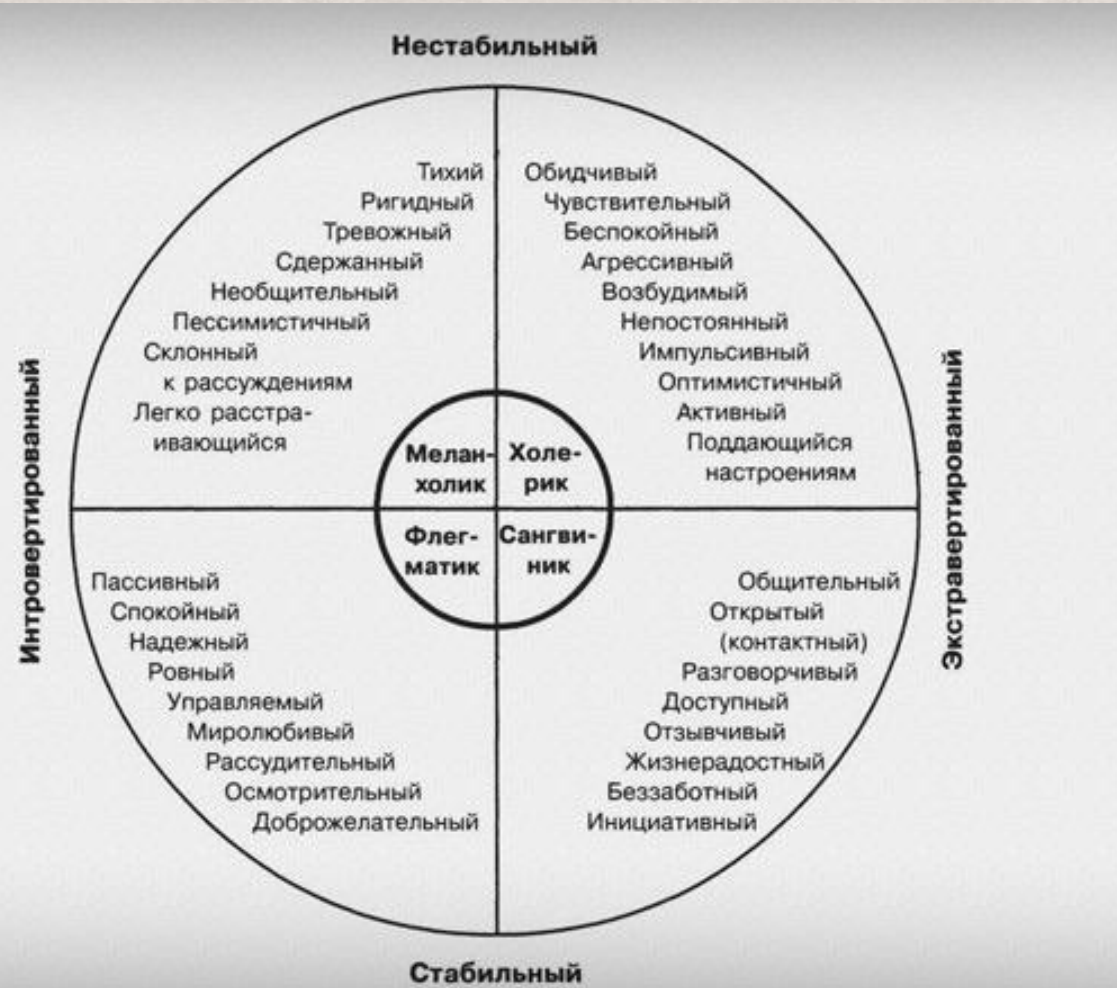 Нестабильный
Интровертированный
Тихий
Ригидный
Тревожный
Сдержанный
Необщительный
Пессимистичный
Склонный
к рассуждениям
Легко расстра-
ивающийся
Обидчивый
Чувствительный
Беспокойный
Агрессивный
Возбудимый
Непостоянный
Импульсивный
Оптимистичный
Активный
Поддающийся
настроениям
Экстравертированный
Мелан-
холик
Холе-
рик
Флег-
матик
Сангви-
ник
Пассивный
Спокойный
Надежный
Ровный
Управляемый
Миролюбивый
Рассудительный
Осмотрительный
Доброжелательный
Общительный
Открытый
(контактный)
Разговорчивый
Доступный
Отзывчивый
Жизнерадостный
Беззаботный
Инициативный
Стабильный